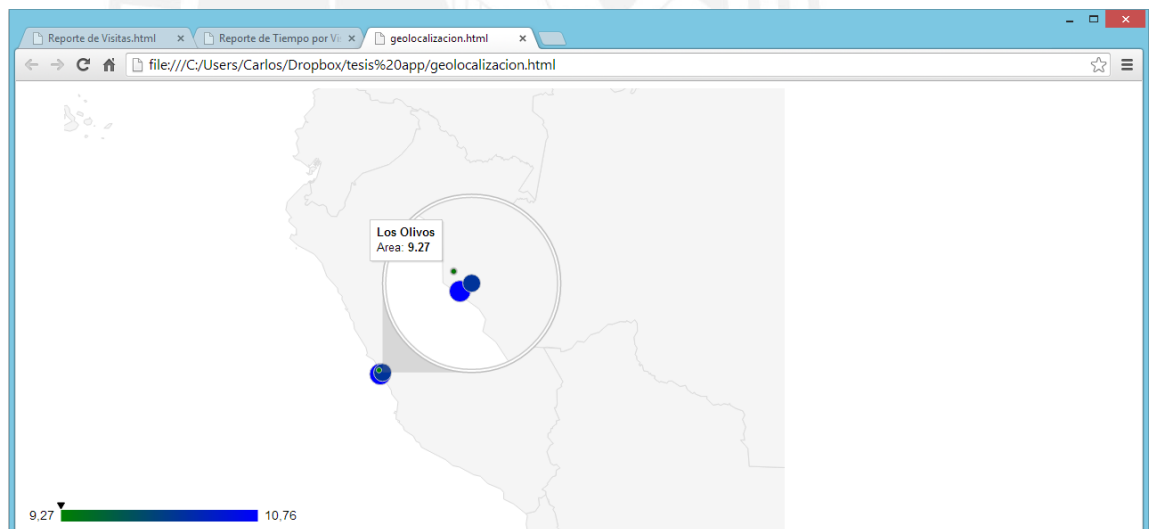 Reporte de Visitas.html
Reporte de Tiempo por Vi
geolocalizacion.html
file:///C:/Users/Carlos/Dropbox/tesis%20app/geolocalizacion.html
Los Olivos
Area: 9.27
9,27
10,76